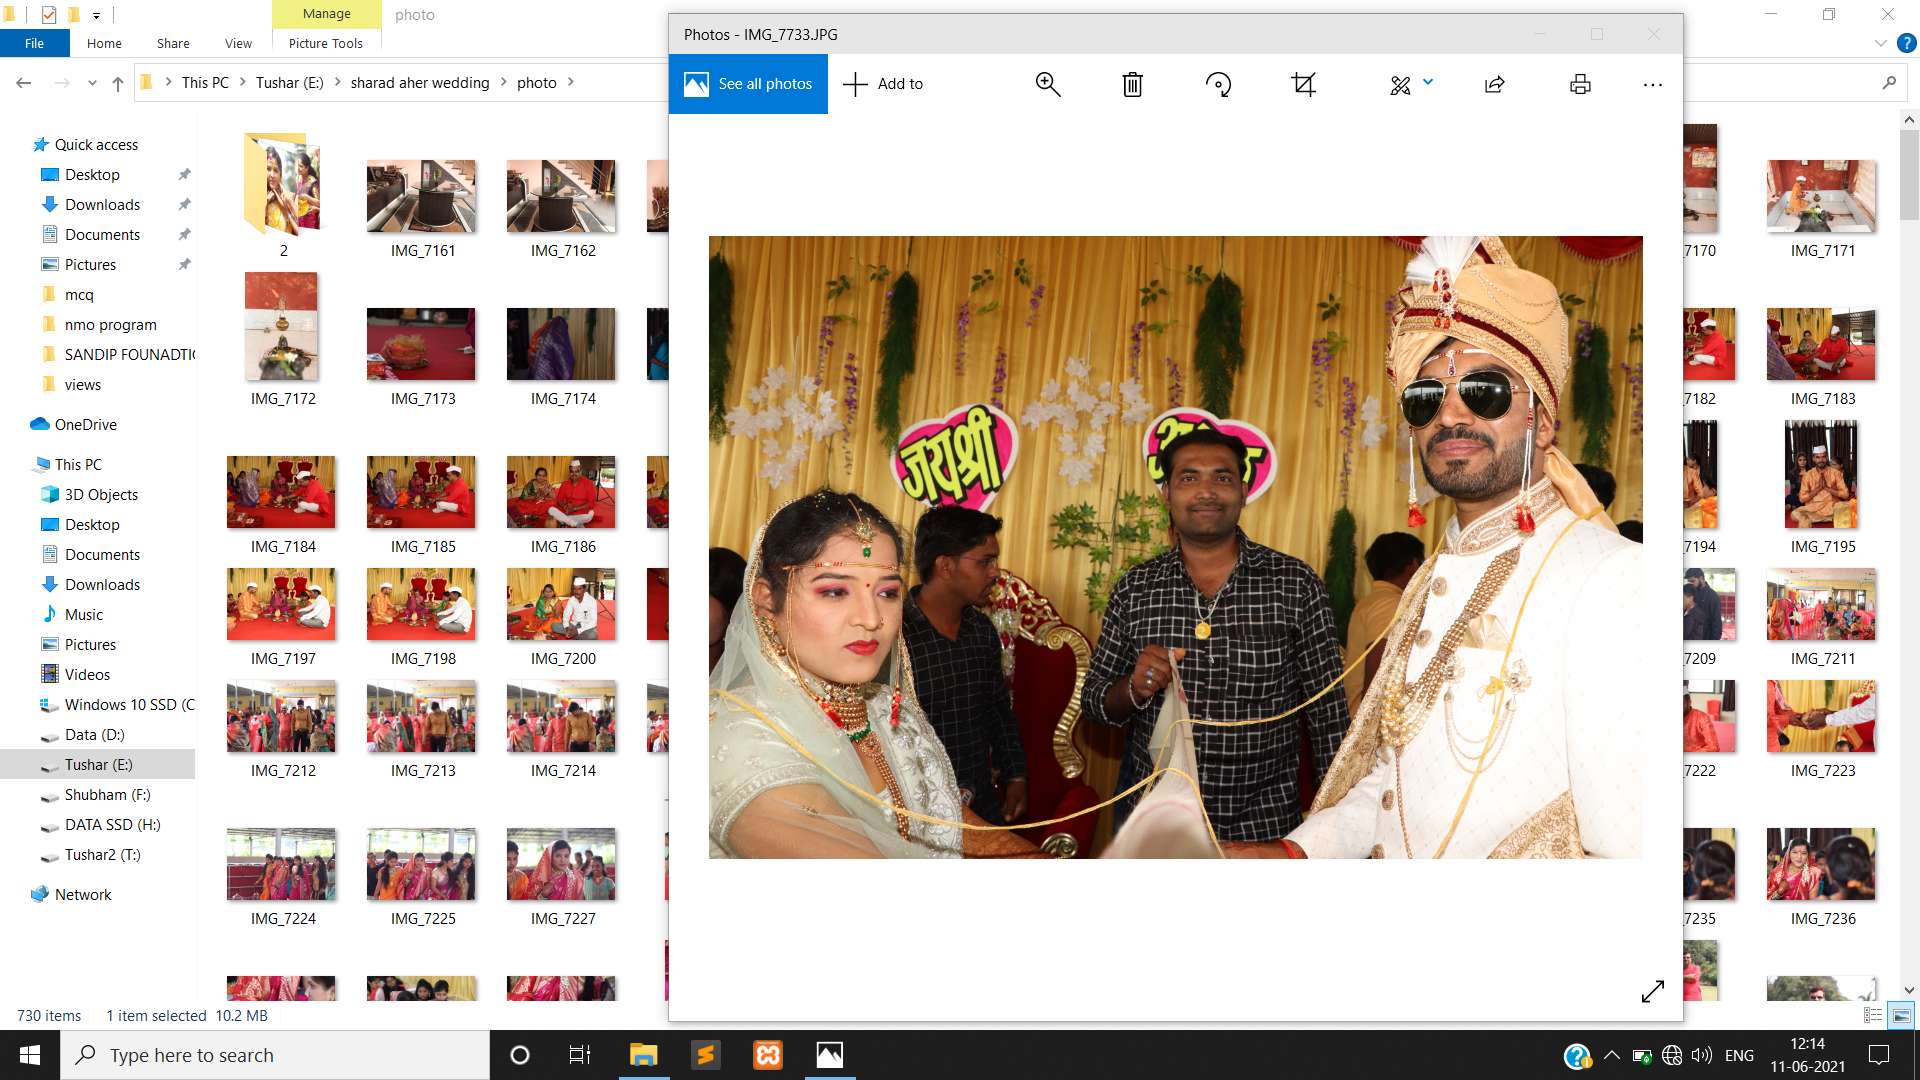 Manage
photo
File
Home
Share
View
Picture Tools
This PC
Tushar (E:)
sharad aher wedding
photo
Photos - IMG_7733.JPG
See all photos
Add to
Quick access
Desktop
Downloads
Documents
Pictures
mcq
nmo program
SANDIP FOUNADTI
views
OneDrive
This PC
3D Objects
Desktop
Documents
Downloads
Music
Pictures
Videos
Windows 10 SSD (C
Data (D:)
Tushar (E:)
Shubham (F:)
DATA SSD (H:)
Tushar2 (T:)
Network
2
IMG_7161
IMG_7162
7170
IMG_7171
IMG_7172
IMG_7173
IMG_7174
7182
IMG_7183
IMG_7184
IMG_7185
IMG_7186
7194
IMG_7195
IMG_7197
IMG_7198
IMG_7200
7209
IMG_7211
IMG_7212
IMG_7213
IMG_7214
7222
IMG_7223
IMG_7224
IMG_7225
IMG_7227
7235
IMG_7236
जयश्री
730 items
1 item selected 10.2 MB
Type here to search
ENG
12:14
11-06-2021